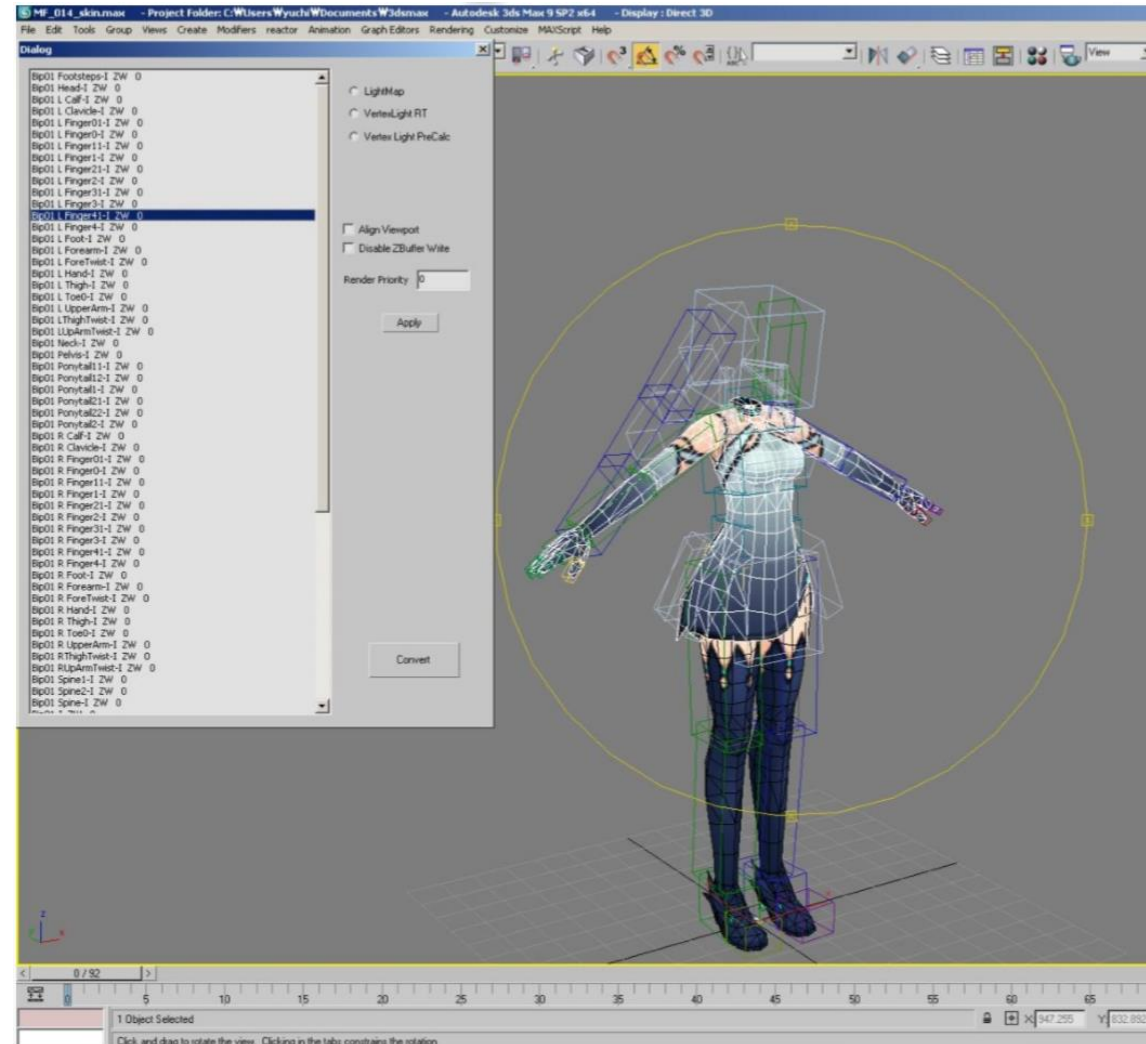 MF_014_skin.max - Project Folder: C:₩Users₩yuchi₩Documents₩3dsmax - Autodesk 3ds Max 9 SP2 x64 - Display : Direct 3D
File Edit Tools Group Views Create Modifiers reactor Animation Graph Editors Rendering Customize MAXScript Help
Dialog
View
Bip01 Footsteps-I ZW 0
Bip01 Head-I ZW 0
Bip01 L Calf-I ZW 0
Bip01 L Clavicle-I ZW 0
Bip01 L Finger01-I ZW 0
Bip01 L Finger0-I ZW 0
Bip01 L Finger11-I ZW 0
Bip01 L Finger1-I ZW 0
Bip01 L Finger21-I ZW 0
Bip01 L Finger2-I ZW 0
Bip01 L Finger31-I ZW 0
Bip01 L Finger3-I ZW 0
Bip01 L Finger41-I ZW 0
Bip01 L Finger4-I ZW 0
Bip01 L Foot-I ZW 0
Bip01 L Forearm-I ZW 0
Bip01 L ForeTwist-I ZW 0
Bip01 L Hand-I ZW 0
Bip01 L Thigh-I ZW 0
Bip01 L Toe0-I ZW 0
Bip01 L UpperArm-I ZW 0
Bip01 LThighTwist-I ZW 0
Bip01 LUpArmTwist-I ZW 0
Bip01 Neck-I ZW 0
Bip01 Pelvis-I ZW 0
Bip01 Ponytail11-I ZW 0
Bip01 Ponytail12-I ZW 0
Bip01 Ponytail1-I ZW 0
Bip01 Ponytail21-I ZW 0
Bip01 Ponytail22-I ZW 0
Bip01 Ponytail2-I ZW 0
Bip01 R Calf-I ZW 0
Bip01 R Clavicle-I ZW 0
Bip01 R Finger01-I ZW 0
Bip01 R Finger0-I ZW 0
Bip01 R Finger11-I ZW 0
Bip01 R Finger1-I ZW 0
Bip01 R Finger21-I ZW 0
Bip01 R Finger2-I ZW 0
Bip01 R Finger31-I ZW 0
Bip01 R Finger3-I ZW 0
Bip01 R Finger41-I ZW 0
Bip01 R Finger4-I ZW 0
Bip01 R Foot-I ZW 0
Bip01 R Forearm-I ZW 0
Bip01 R ForeTwist-I ZW 0
Bip01 R Hand-I ZW 0
Bip01 R Thigh-I ZW 0
Bip01 R Toe0-I ZW 0
Bip01 R UpperArm-I ZW 0
Bip01 RThighTwist-I ZW 0
Bip01 RUpArmTwist-I ZW 0
Bip01 Spine1-I ZW 0
Bip01 Spine2-I ZW 0
Bip01 Spine-I ZW 0
LightMap
VertexLight RT
Vertex Light PreCalc
Align Viewport
Disable ZBuffer Write
Render Priority 0
Apply
Convert
z
x
0 / 92
0 5 10 15 20 25 30 35 40 45 50 55 60 65
1 Object Selected
X: 947.255 Y: 832.892
Click and drag to rotate the view. Clicking in the tabs constrains the rotation